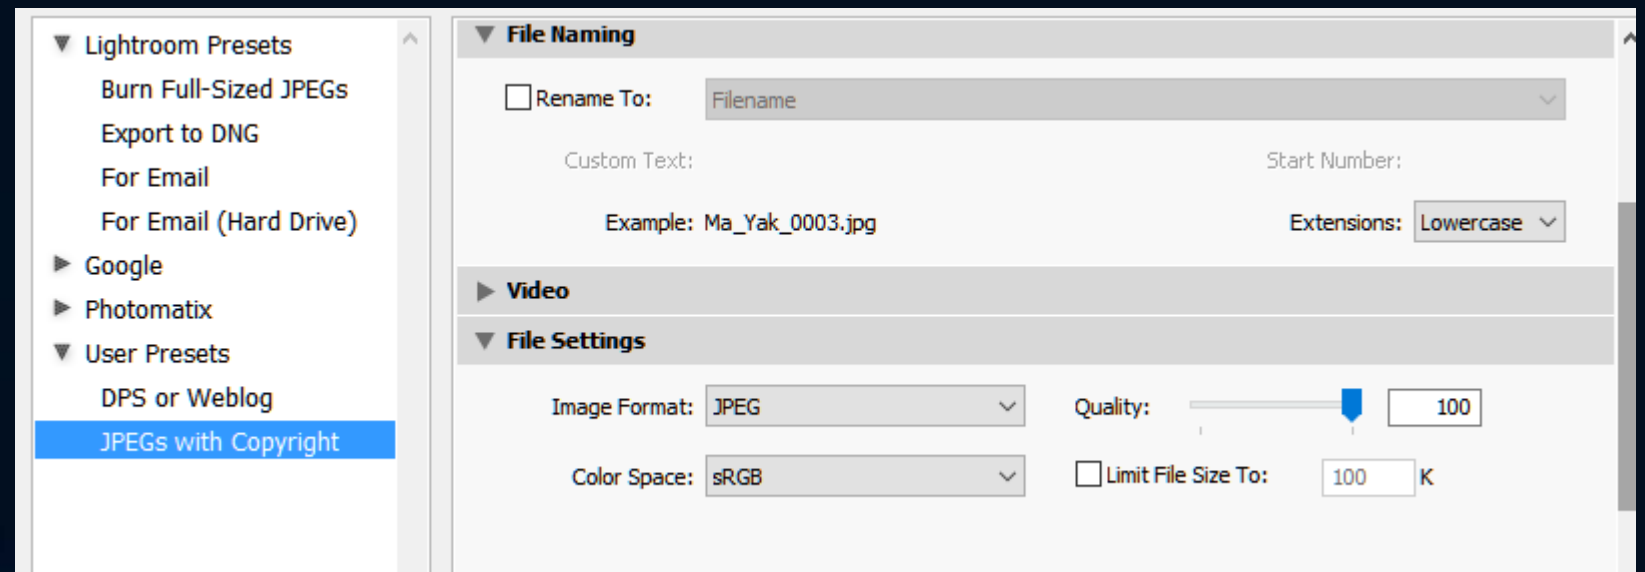 Lightroom Presets
Burn Full-Sized JPEGs
Export to DNG
For Email
For Email (Hard Drive)
Google
Photomatix
User Presets
DPS or Weblog
JPEGs with Copyright
File Naming
Rename To: Filename
Custom Text: Start Number:
Example: Ma_Yak_0003.jpg Extensions: Lowercase
Video
File Settings
Image Format: JPEG Quality: 100
Color Space: sRGB Limit File Size To: 100 K